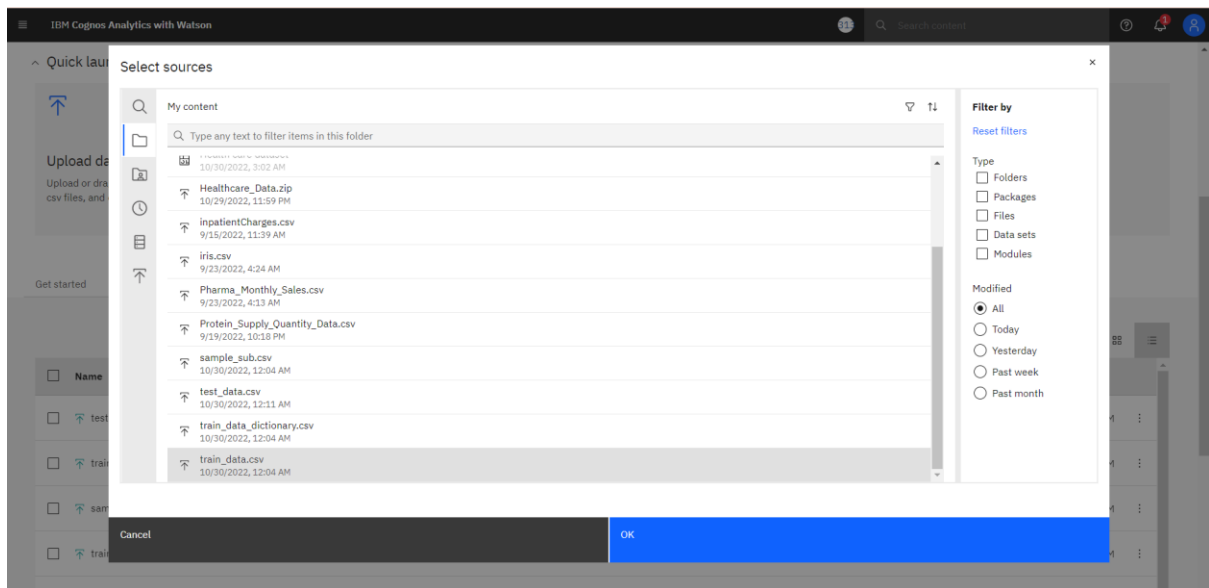 IBM Cognos Analytics with Watson
Search content
Quick laun
Select sources
My content
Filter by
Type any text to filter items in this folder
Reset filters
10/30/2022, 3:02 AM
Type
Folders
Upload da
Upload or dra
csv files, and
Healthcare_Data.zip
10/29/2022, 11:59 PM
Packages
inpatientCharges.csv
9/15/2022, 11:39 AM
Files
Data sets
iris.csv
9/23/2022, 4:24 AM
Modules
Get started
Pharma_Monthly_Sales.csv
9/23/2022, 4:13 AM
Modified
All
Protein_Supply_Quantity_Data.csv
9/19/2022, 10:18 PM
Today
Yesterday
sample_sub.csv
10/30/2022, 12:04 AM
Past week
Name
test_data.csv
10/30/2022, 12:11 AM
Past month
test
train_data_dictionary.csv
10/30/2022, 12:04 AM
train
train_data.csv
10/30/2022, 12:04 AM
sam
Cancel
OK
train